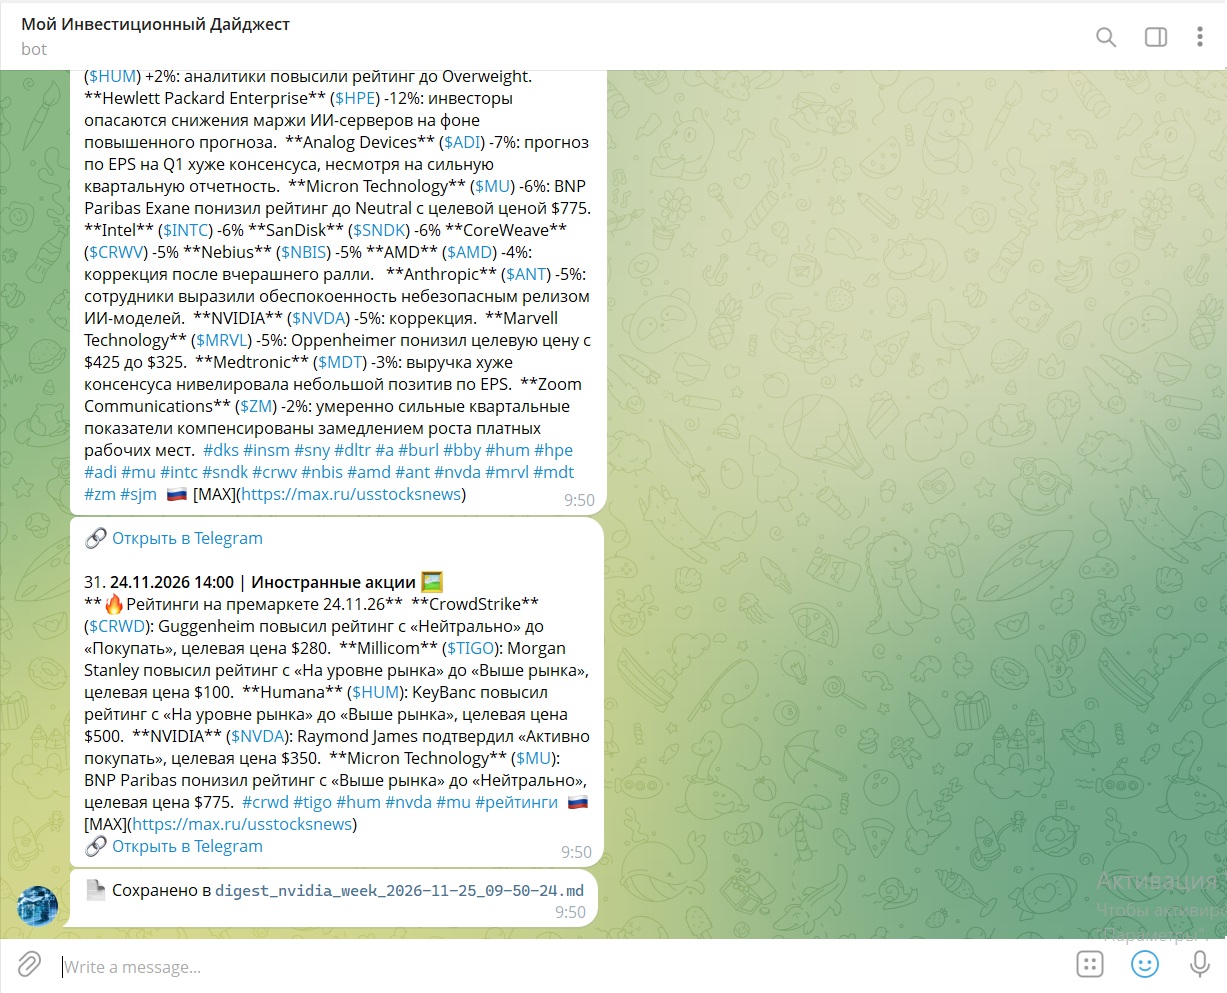 Мой Инвестиционный Дайджест
bot
($HUM) +2%: аналитики повысили рейтинг до Overweight.
**Hewlett Packard Enterprise** ($HPE) -12%: инвесторы
опасаются снижения маржи ИИ-серверов на фоне
повышенного прогноза.  **Analog Devices** ($ADI) -7%: прогноз
по EPS на Q1 хуже консенсуса, несмотря на сильную
квартальную отчетность.  **Micron Technology** ($MU) -6%: BNP
Paribas Exane понизил рейтинг до Neutral с целевой ценой $775.
**Intel** ($INTC) -6% **SanDisk** ($SNDK) -6% **CoreWeave**
($CRWV) -5% **Nebius** ($NBIS) -5% **AMD** ($AMD) -4%:
коррекция после вчерашнего ралли.  **Anthropic** ($ANT) -5%:
сотрудники выразили обеспокоенность небезопасным релизом
ИИ-моделей.  **NVIDIA** ($NVDA) -5%: коррекция.  **Marvell
Technology** ($MRVL) -5%: Oppenheimer понизил целевую цену с
$425 до $325.  **Medtronic** ($MDT) -3%: выручка хуже
консенсуса нивелировала небольшой позитив по EPS.  **Zoom
Communications** ($ZM) -2%: умеренно сильные квартальные
показатели компенсированы замедлением роста платных
рабочих мест.  #dks #insm #sny #dltr #a #burl #bby #hum #hpe
#adi #mu #intc #sndk #crwv #nbis #amd #ant #nvda #mrvl #mdt
#zm #sjm  🇷🇺 [MAX](https://max.ru/usstocksnews)
9:50
🔗 Открыть в Telegram
31. 24.11.2026 14:00 | Иностранные акции 🖼
**🔥Рейтинги на премаркете 24.11.26**  **CrowdStrike**
($CRWD): Guggenheim повысил рейтинг с «Нейтрально» до
«Покупать», целевая цена $280.  **Millicom** ($TIGO): Morgan
Stanley повысил рейтинг с «На уровне рынка» до «Выше рынка»,
целевая цена $100.  **Humana** ($HUM): KeyBanc повысил
рейтинг с «На уровне рынка» до «Выше рынка», целевая цена
$500.  **NVIDIA** ($NVDA): Raymond James подтвердил «Активно
покупать», целевая цена $350.  **Micron Technology** ($MU):
BNP Paribas понизил рейтинг с «Выше рынка» до «Нейтрально»,
целевая цена $775.  #crwd #tigo #hum #nvda #mu #рейтинги  🇷🇺
[MAX](https://max.ru/usstocksnews)
🔗 Открыть в Telegram
9:50
📄 Сохранено в digest_nvidia_week_2026-11-25_09-50-24.md
9:50
Активация
Чтобы активир
"Параметры".
Write a message...